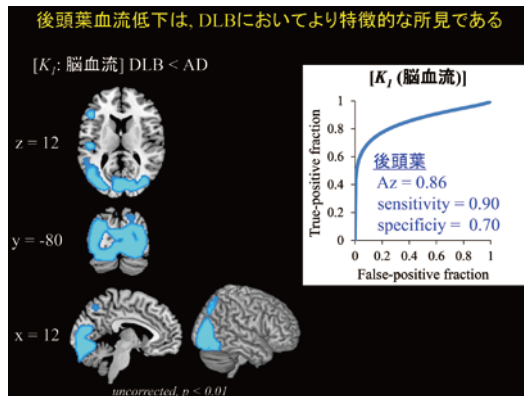 後頭葉血流低下は, DLBにおいてより特徴的な所見である
[K₁: 脳血流] DLB < AD
z = 12
y = -80
x = 12
uncorrected, p < 0.01
[K₁ (脳血流)]
True-positive fraction
1
0.8
0.6
0.4
0.2
0
後頭葉
Az = 0.86
sensitivity = 0.90
specificiy = 0.70
0 0.2 0.4 0.6 0.8 1
False-positive fraction